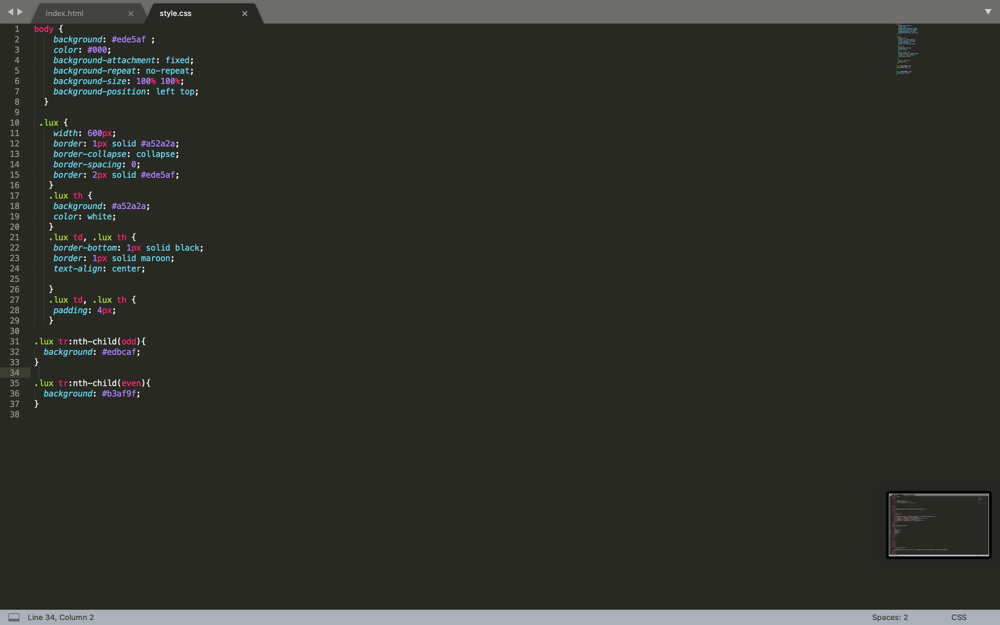 index.html × style.css ×
1 body {
2 background: #ede5af ;
3 color: #000;
4 background-attachment: fixed;
5 background-repeat: no-repeat;
6 background-size: 100% 100%;
7 background-position: left top;
8 }
9
10 .lux {
11 width: 600px;
12 border: 1px solid #a52a2a;
13 border-collapse: collapse;
14 border-spacing: 0;
15 border: 2px solid #ede5af;
16 }
17 .lux th {
18 background: #a52a2a;
19 color: white;
20 }
21 .lux td, .lux th {
22 border-bottom: 1px solid black;
23 border: 1px solid maroon;
24 text-align: center;
25
26 }
27 .lux td, .lux th {
28 padding: 4px;
29 }
30
31 .lux tr:nth-child(odd){
32 background: #edbcaf;
33 }
34
35 .lux tr:nth-child(even){
36 background: #b3af9f;
37 }
38
Line 34, Column 2 Spaces: 2 CSS